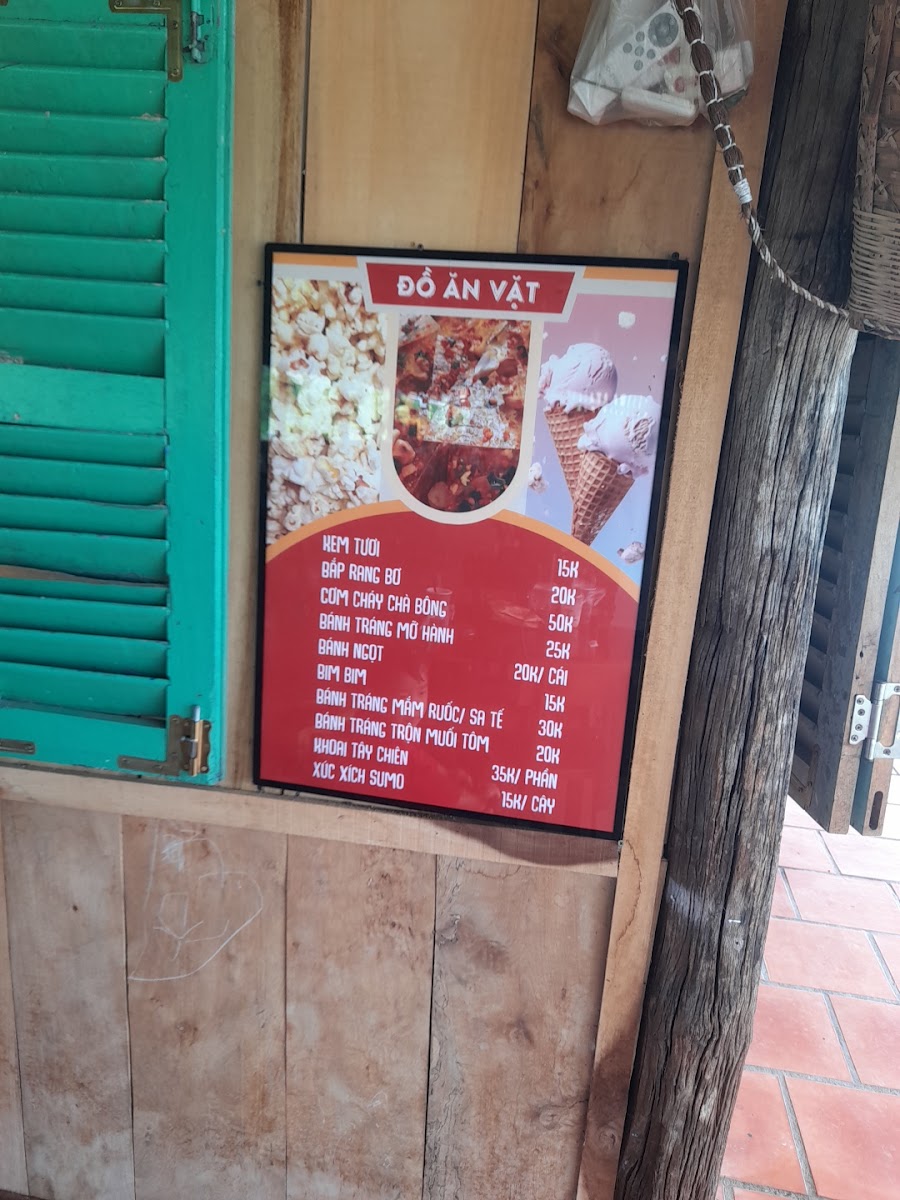 ĐỒ ĂN VẶT
KEM TƯƠI 15K
BẮP RANG BƠ 20K
CƠM CHÁY CHÀ BÔNG 50K
BÁNH TRÁNG MỠ HÀNH 25K
BÁNH NGỌT 20K/ CÁI
BIM BIM 15K
BÁNH TRÁNG MẮM RUỐC/ SA TẾ 30K
BÁNH TRÁNG TRỘN MUỐI TÔM 20K
KHOAI TÂY CHIÊN 35K/ PHẦN
XÚC XÍCH SUMO 15K/ CÂY